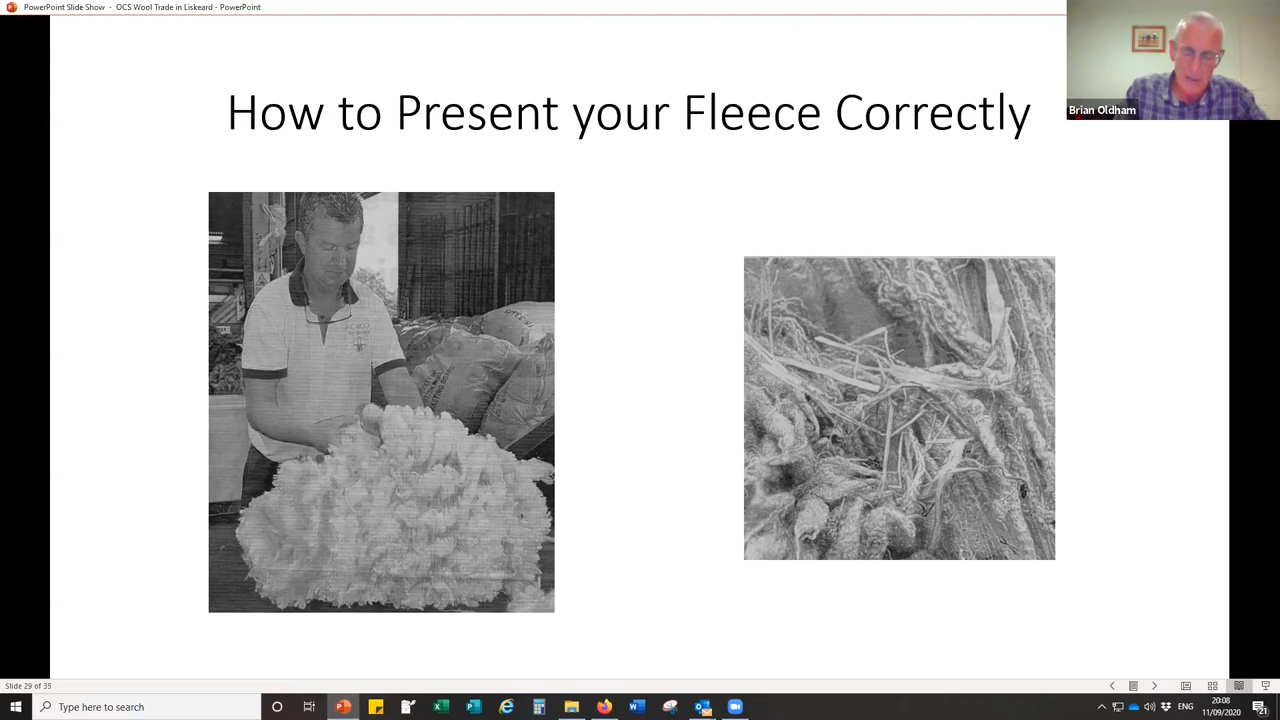 PowerPoint Slide Show - OCS Wool Trade in Liskeard - PowerPoint
Brian Oldham
How to Present your Fleece Correctly
Slide 29 of 35
Type here to search
ENG
20:08
11/09/2020
21